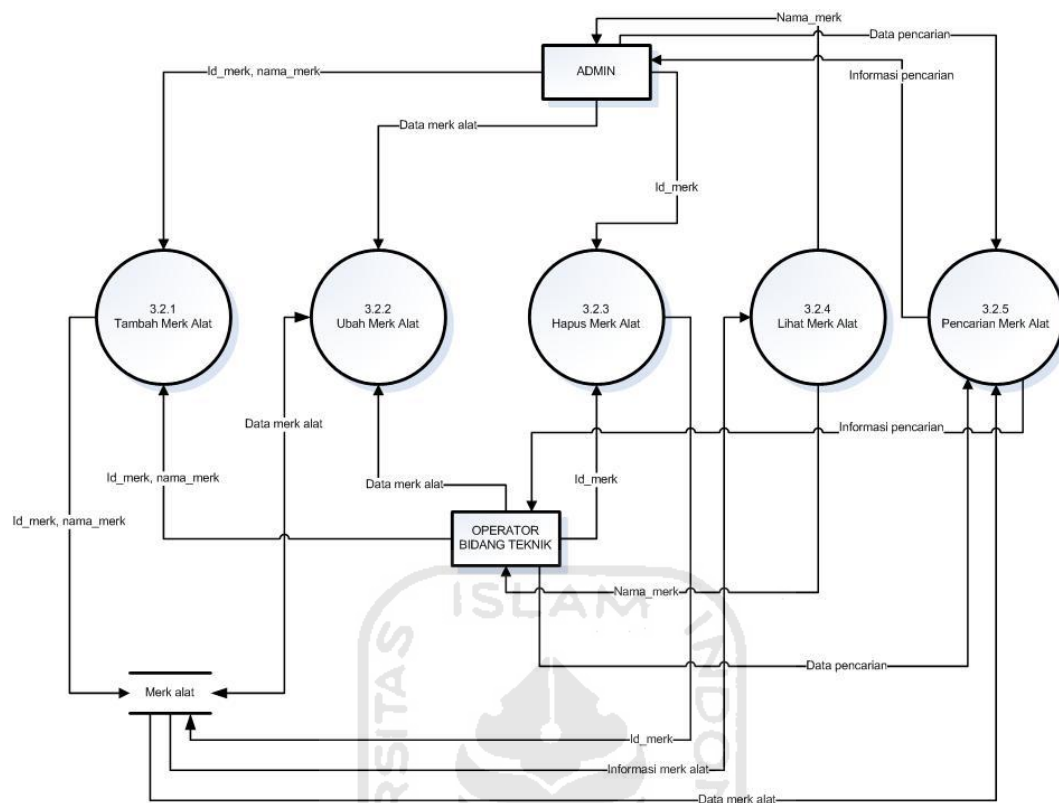 Nama_merk
Data pencarian
Id_merk, nama_merk
ADMIN
Informasi pencarian
Data merk alat
Id_merk
3.2.1
Tambah Merk Alat
3.2.2
Ubah Merk Alat
3.2.3
Hapus Merk Alat
3.2.4
Lihat Merk Alat
3.2.5
Pencarian Merk Alat
Data merk alat
Informasi pencarian
Id_merk, nama_merk
Data merk alat
Id_merk
Id_merk, nama_merk
OPERATOR
BIDANG TEKNIK
Nama_merk
ISLAM
INDON
RSITAS
Data pencarian
Merk alat
Id_merk
Informasi merk alat
Data merk alat